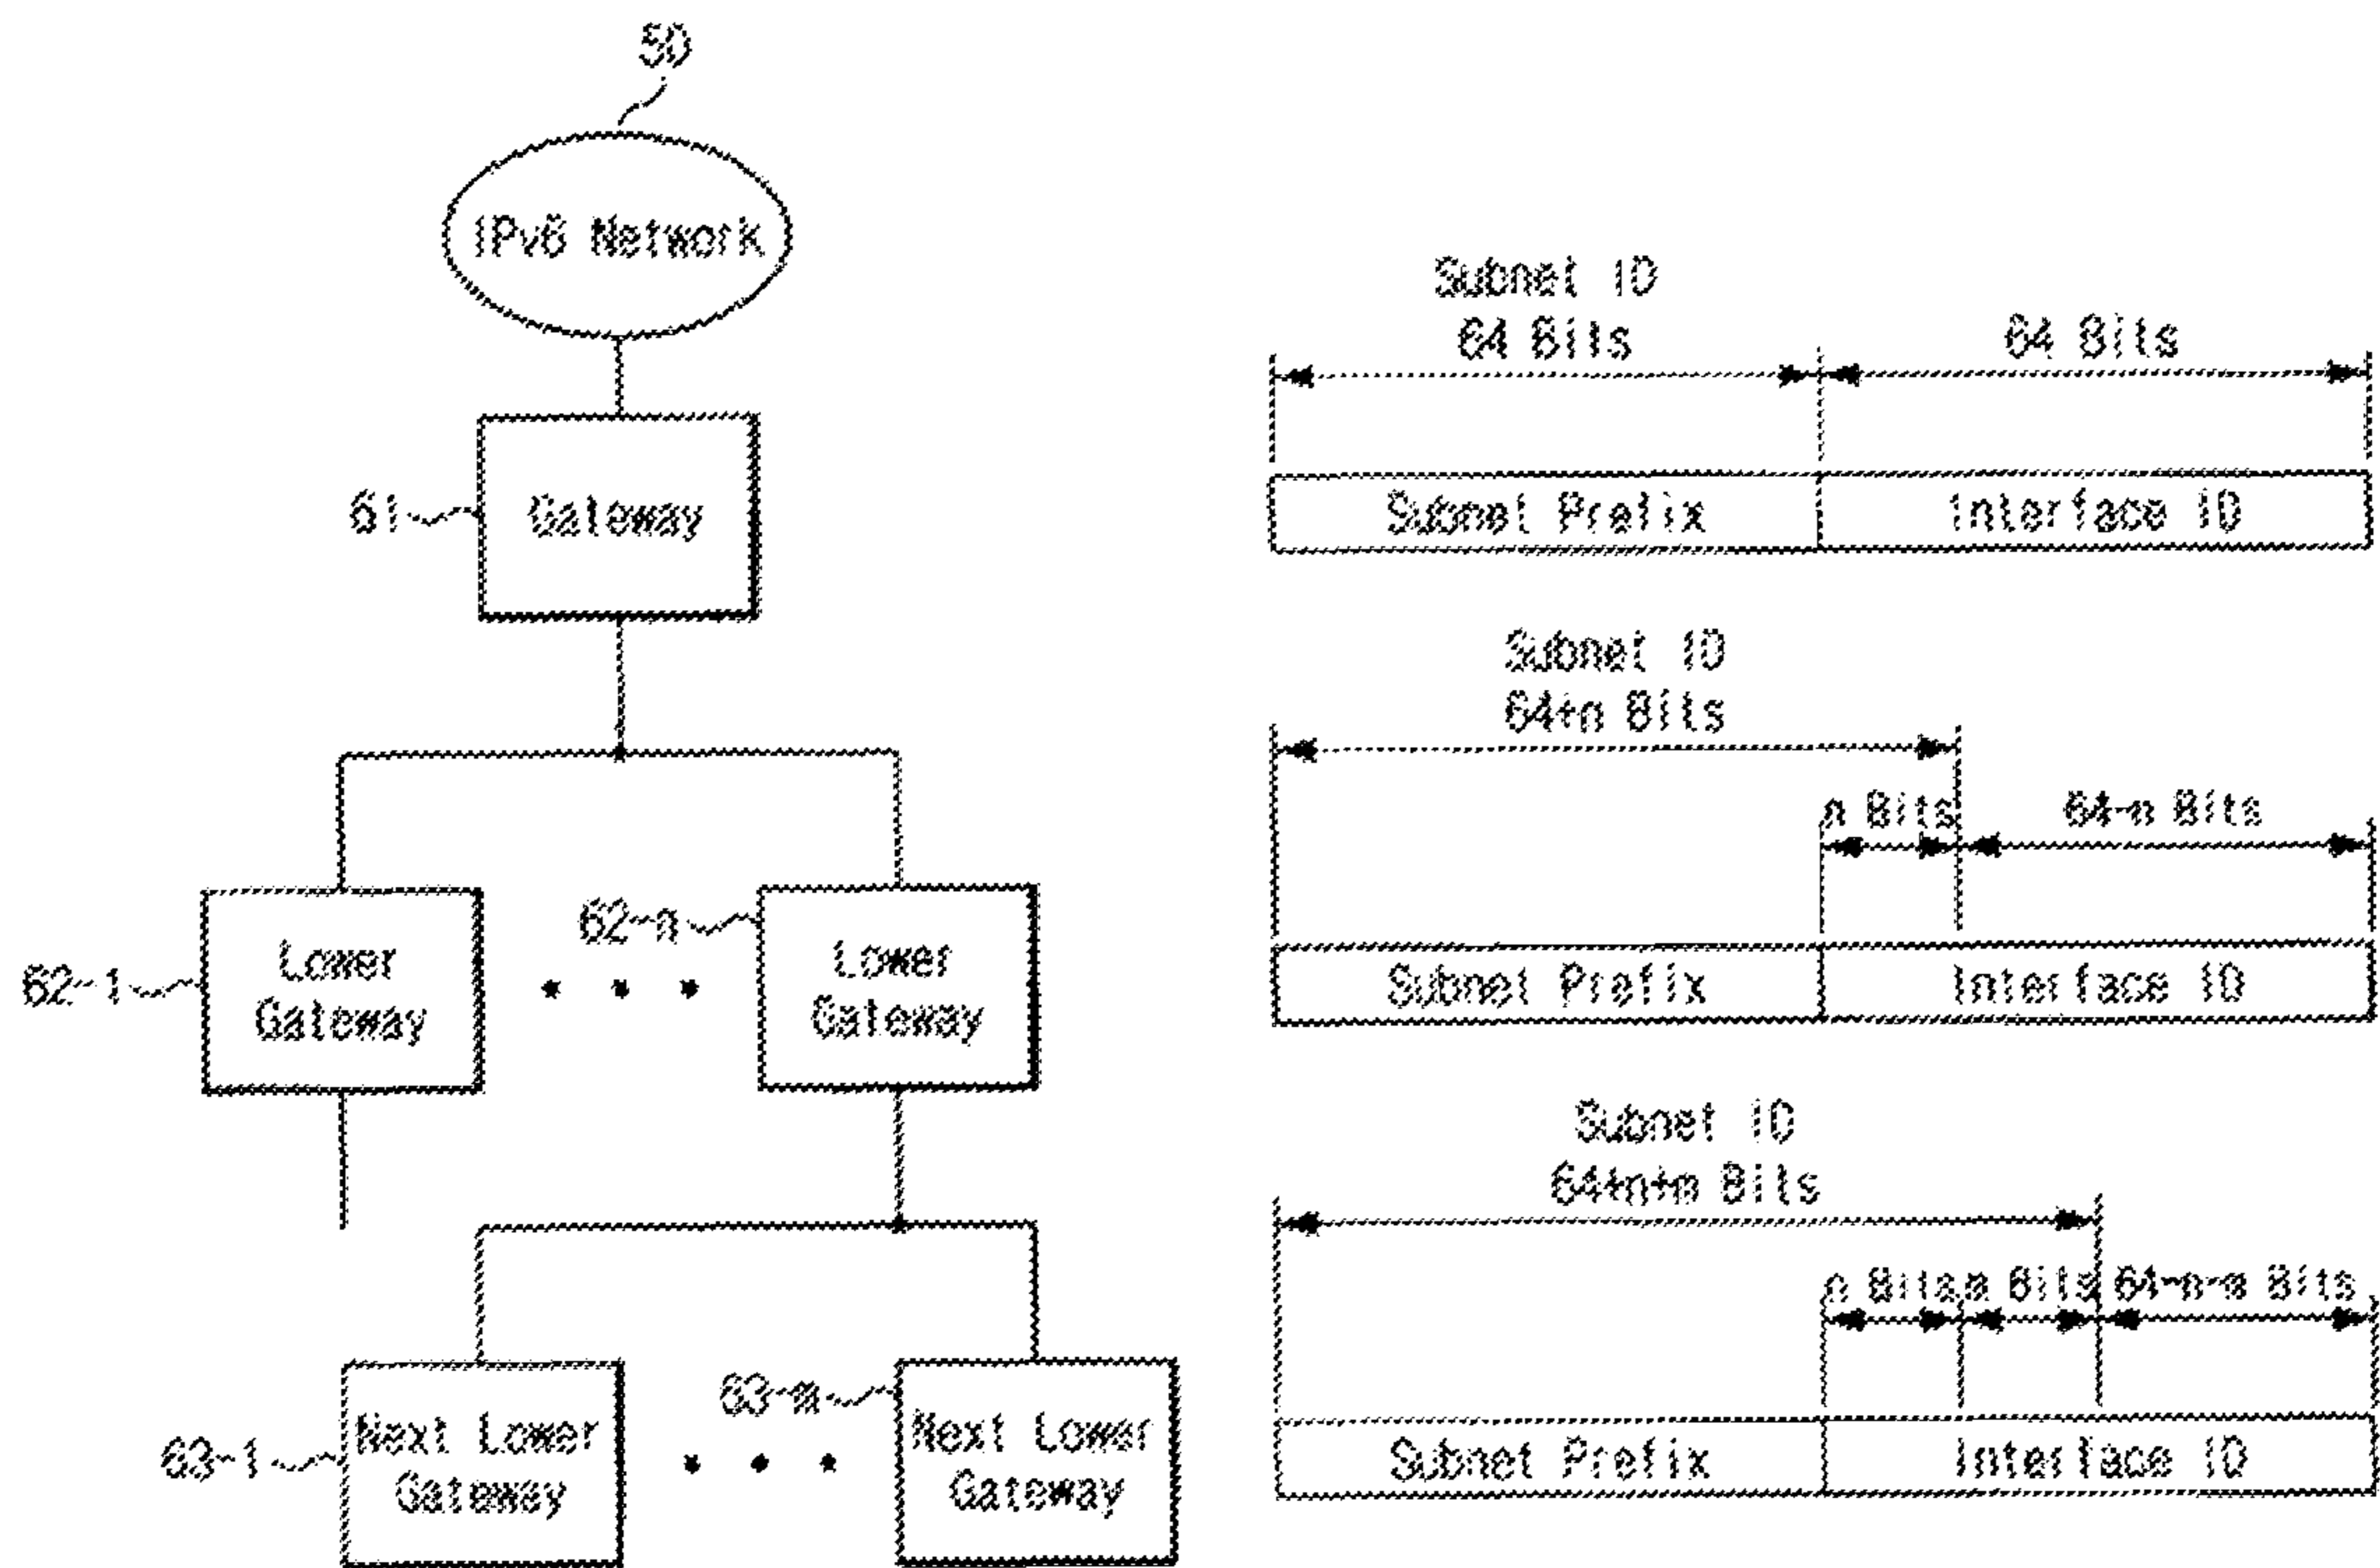 50
IPv6 Network
61
Gateway
Subnet ID
64 Bits
64 Bits
Subnet Prefix
Interface ID
62-1
Lower
Gateway
62-n
Lower
Gateway
Subnet ID
64+n Bits
n Bits
64-n Bits
Subnet Prefix
Interface ID
63-1
Next Lower
Gateway
63-m
Next Lower
Gateway
Subnet ID
64+n+m Bits
n Bits
m Bits
64-n-m Bits
Subnet Prefix
Interface ID